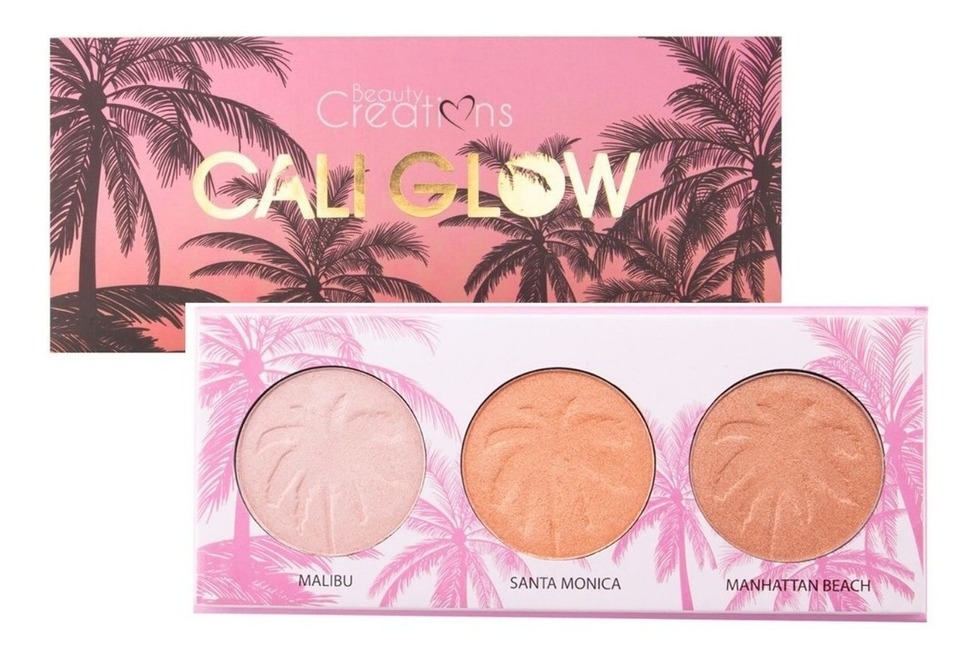 Beauty
Creations
CALI GLOW
MALIBU
SANTA MONICA
MANHATTAN BEACH